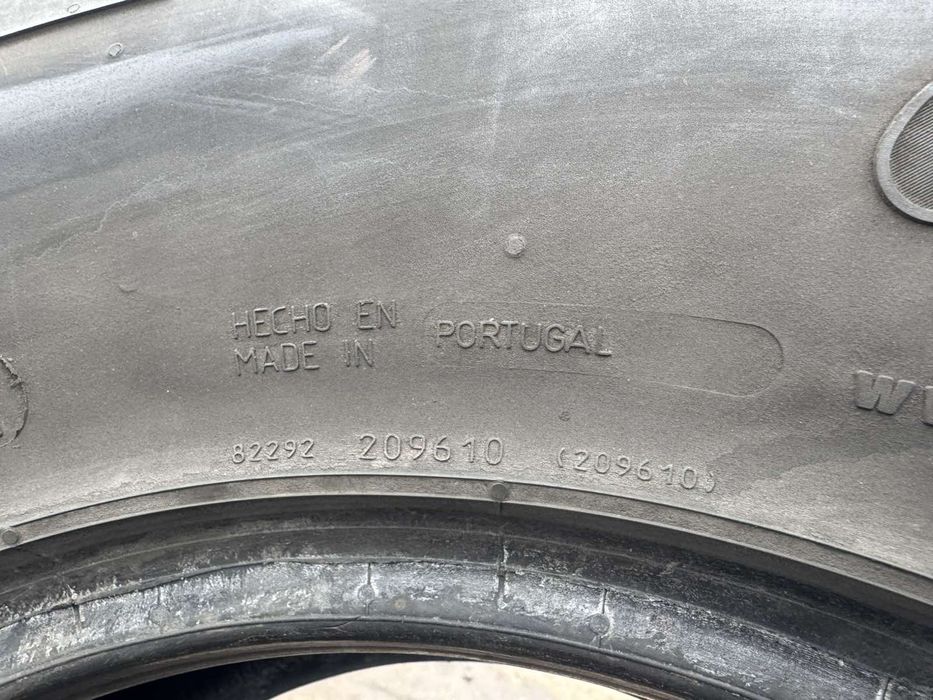 HECHO EN
MADE IN PORTUGAL
82292 209610 (209610)